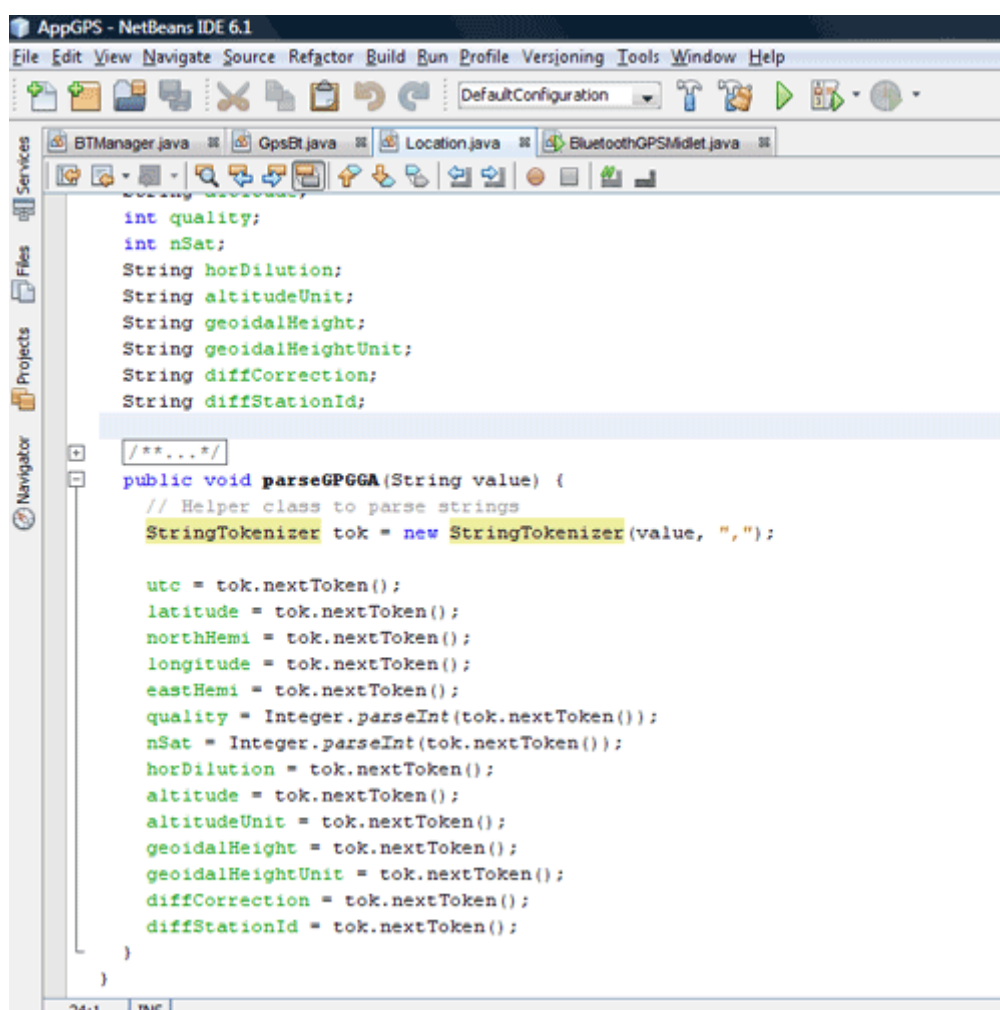 AppGPS - NetBeans IDE 6.1
File Edit View Navigate Source Refactor Build Run Profile Versioning Tools Window Help
DefaultConfiguration
BTManager.java GpsBt.java Location.java BluetoothGPSMidlet.java
Services
Files
Projects
Navigator
int quality;
int nSat;
String horDilution;
String altitudeUnit;
String geoidalHeight;
String geoidalHeightUnit;
String diffCorrection;
String diffStationId;
/**...*/
public void parseGPGGA(String value) {
// Helper class to parse strings
StringTokenizer tok = new StringTokenizer(value, ",");
utc = tok.nextToken();
latitude = tok.nextToken();
northHemi = tok.nextToken();
longitude = tok.nextToken();
eastHemi = tok.nextToken();
quality = Integer.parseInt(tok.nextToken());
nSat = Integer.parseInt(tok.nextToken());
horDilution = tok.nextToken();
altitude = tok.nextToken();
altitudeUnit = tok.nextToken();
geoidalHeight = tok.nextToken();
geoidalHeightUnit = tok.nextToken();
diffCorrection = tok.nextToken();
diffStationId = tok.nextToken();
}
}